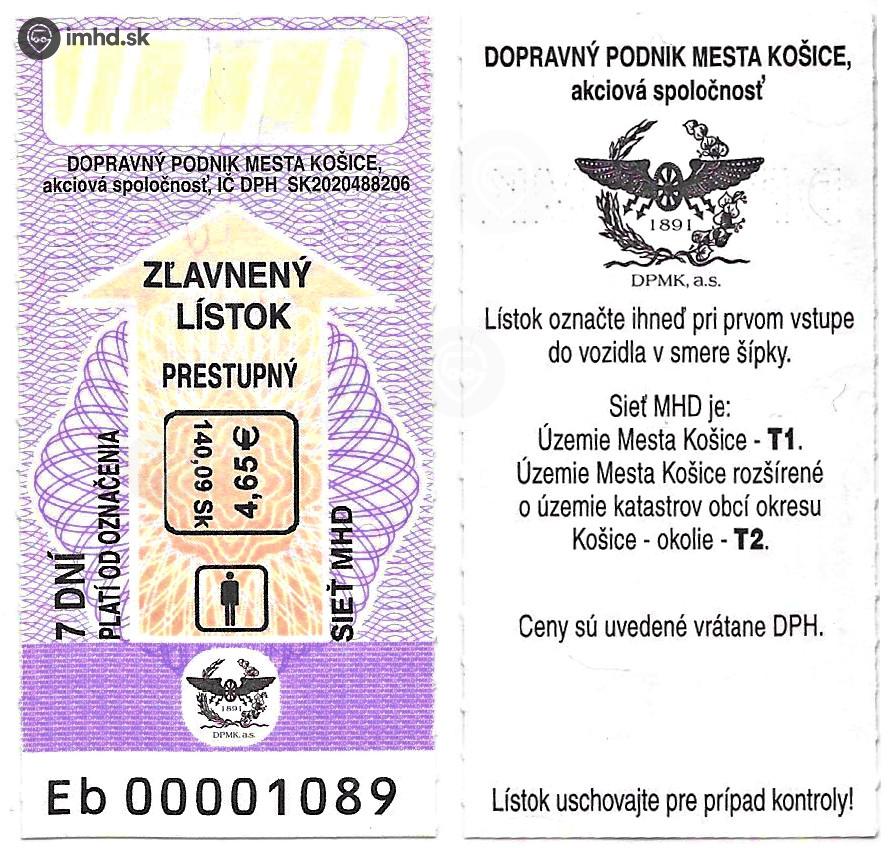 imhd.sk
DOPRAVNÝ PODNIK MESTA KOŠICE,
akciová spoločnosť, IČ DPH SK2020488206
ZĽAVNENÝ
LÍSTOK
PRESTUPNÝ
140,09 Sk
4,65€
7 DNÍ
PLATÍ OD OZNAČENIA
SIEŤ MHD
1891
DPMK, a.s.
Eb 00001089
DOPRAVNÝ PODNIK MESTA KOŠICE,
akciová spoločnosť
1891
DPMK, a.s.
Lístok označte ihneď pri prvom vstupe
do vozidla v smere šípky.
Sieť MHD je:
Územie Mesta Košice - T1.
Územie Mesta Košice rozšírené
o územie katastrov obcí okresu
Košice - okolie - T2.
Ceny sú uvedené vrátane DPH.
Lístok uschovajte pre prípad kontroly!